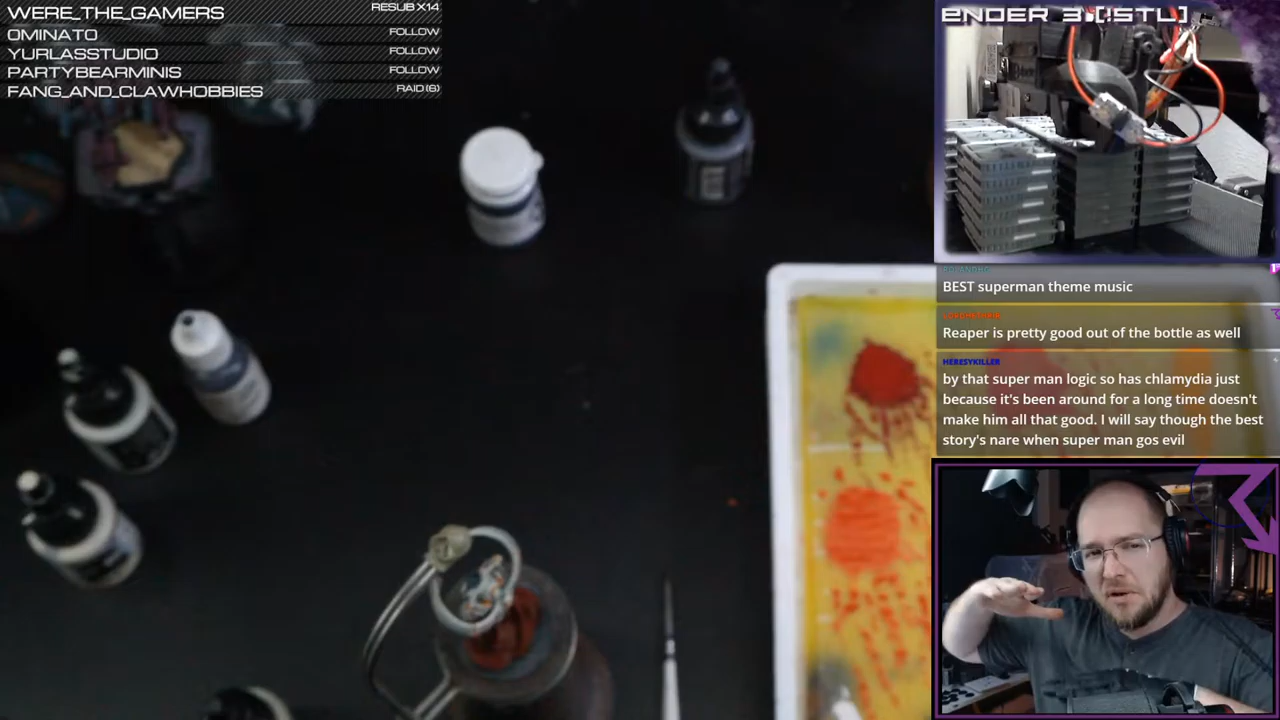 WERE_THE_GAMERS RESUB X14
OMINATO FOLLOW
YURLASSTUDIO FOLLOW
PARTYBEARMINIS FOLLOW
FANG_AND_CLAWHOBBIES RAID (6)
ENDER 3 [!STL]
BEST superman theme music
Reaper is pretty good out of the bottle as well
HERESYKILLER
by that super man logic so has chlamydia just
because it's been around for a long time doesn't
make him all that good. I will say though the best
story's nare when super man gos evil